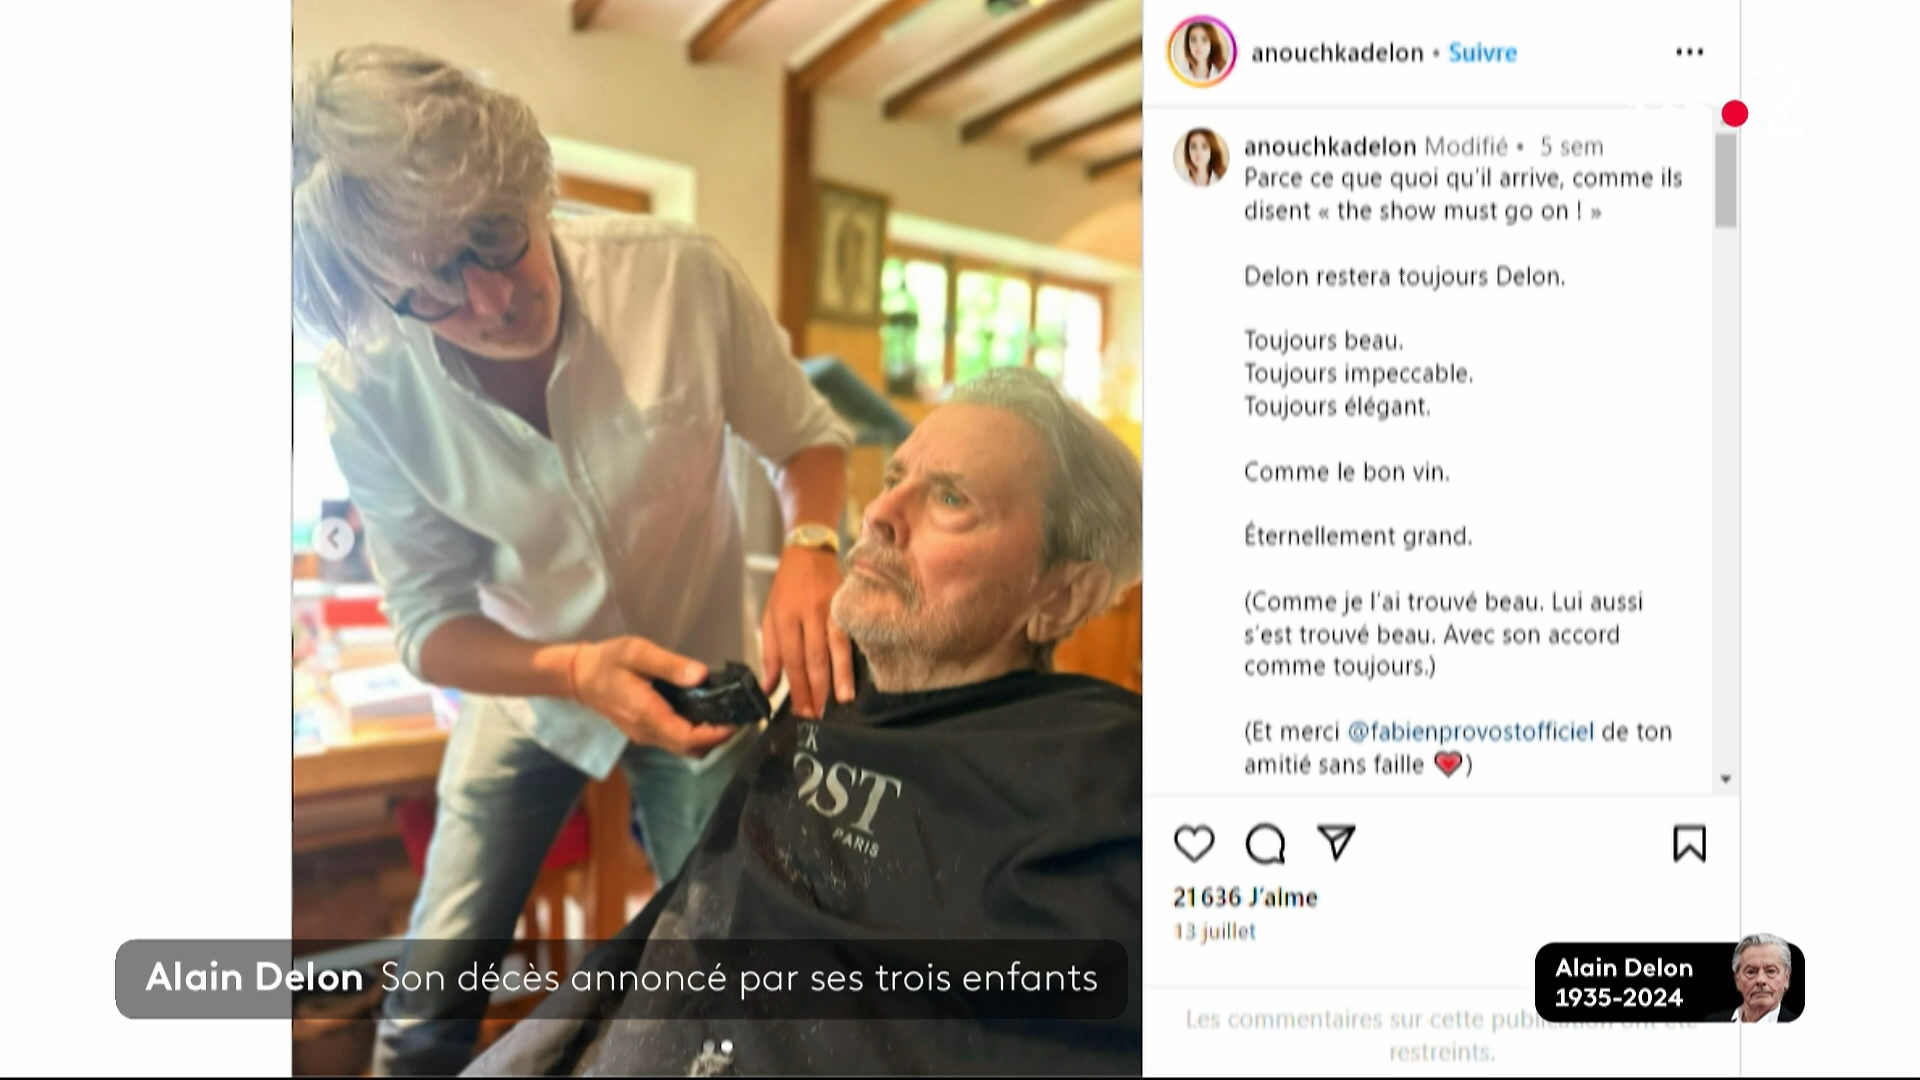 anouchkadelon • Suivre
anouchkadelon Modifié • 5 sem
Parce ce que quoi qu'il arrive, comme ils
disent « the show must go on ! »
Delon restera toujours Delon.
Toujours beau.
Toujours impeccable.
Toujours élégant.
Comme le bon vin.
Éternellement grand.
(Comme je l'ai trouvé beau. Lui aussi
s'est trouvé beau. Avec son accord
comme toujours.)
(Et merci @fabienprovostofficiel de ton
amitié sans faille ❤️)
K
OST
PARIS
21 636 J'aime
13 juillet
Alain Delon Son décès annoncé par ses trois enfants
Alain Delon
1935-2024
Les commentaires sur cette publication ont été
restreints.